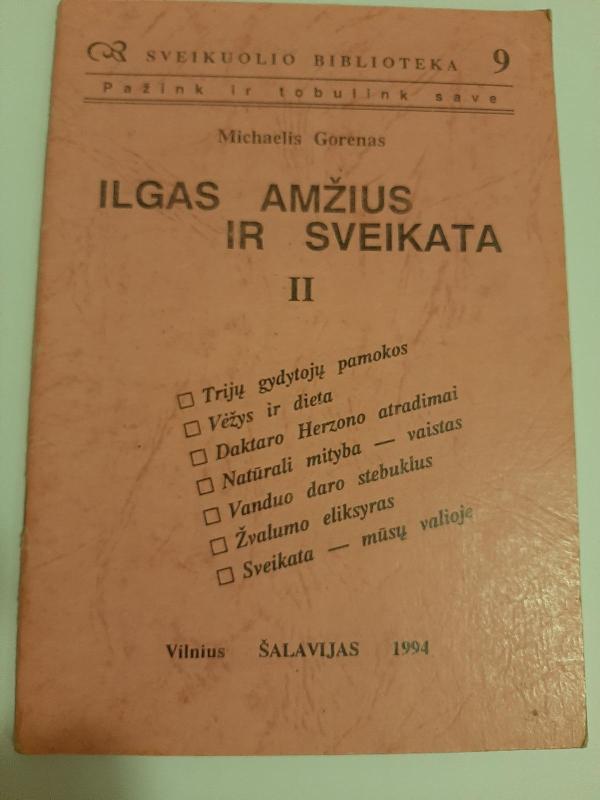 SVEIKUOLIO BIBLIOTEKA 9
Pažink ir tobulink save
Michaelis Gorenas
ILGAS AMŽIUS
IR SVEIKATA
II
Trijų gydytojų pamokos
Vėžys ir dieta
Daktaro Herzono atradimai
Natūrali mityba — vaistas
Vanduo daro stebuklus
Žvalumo eliksyras
Sveikata — mūsų valioje
Vilnius ŠALAVIJAS 1994